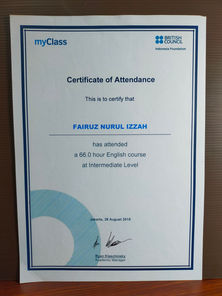 myClass
BRITISH
COUNCIL
Indonesia Foundation
Certificate of Attendance
This is to certify that
FAIRUZ NURUL IZZAH
has attended
a 66.0 hour English course
at Intermediate Level
Jakarta, 28 August 2018
Academic Manager